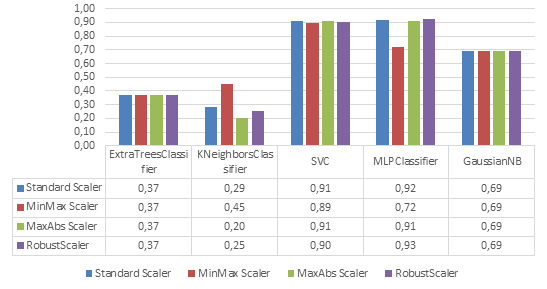 1,00
0,90
0,80
0,70
0,60
0,50
0,40
0,30
0,20
0,10
0,00
ExtraTreesClassi
fier
KNeighborsClas
sifier
SVC
MLPClassifier
GaussianNB
Standard Scaler 0,37 0,29 0,91 0,92 0,69
MinMax Scaler 0,37 0,45 0,89 0,72 0,69
MaxAbs Scaler 0,37 0,20 0,91 0,91 0,69
RobustScaler 0,37 0,25 0,90 0,93 0,69
Standard Scaler MinMax Scaler MaxAbs Scaler RobustScaler